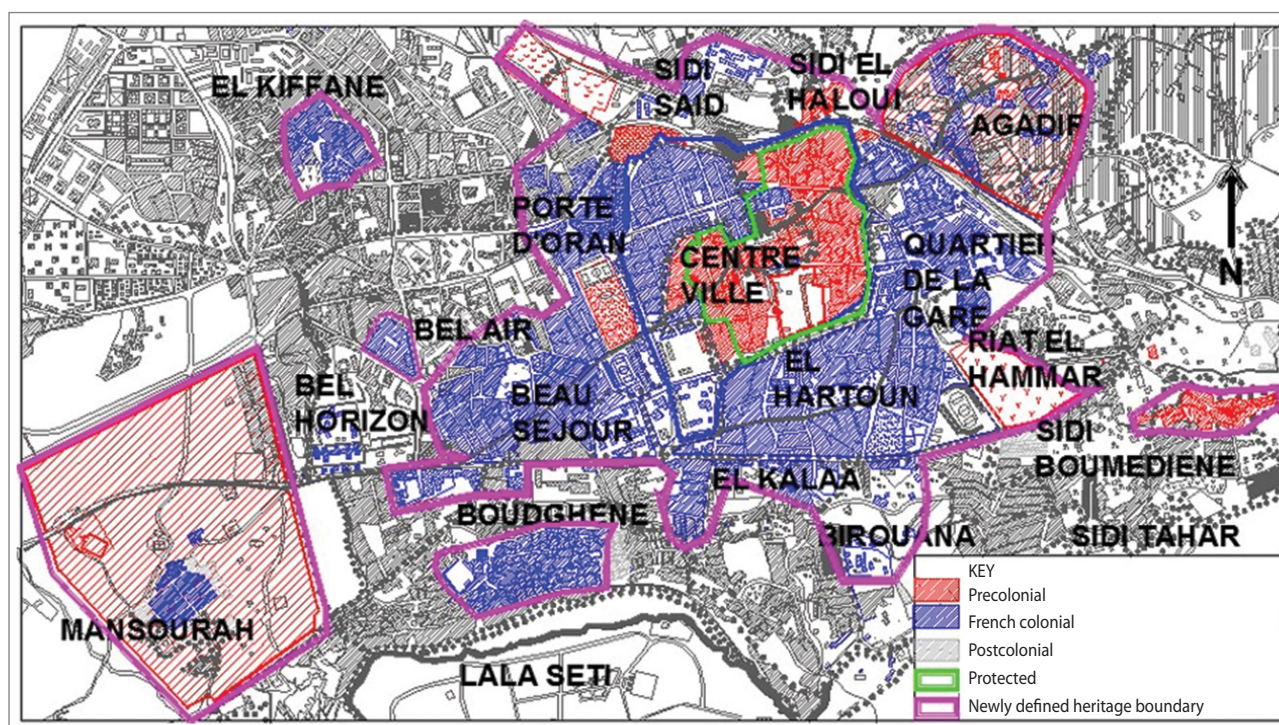 EL KIFFANE
SIDI
SAID
SIDI EL
HALOUI
AGADIR
PORTE
D'ORAN
CENTRE
VILLE
QUARTIER
DE LA
GARE
N
BEL AIR
RIAT EL
HAMMAR
BEL
HORIZON
BEAU
SEJOUR
EL
HARTOUN
SIDI
BOUMEDIENE
EL KALAA
BOUDGHENE
BIROUANA
SIDI TAHAR
MANSOURAH
LALA SETI
KEY
Precolonial
French colonial
Postcolonial
Protected
Newly defined heritage boundary